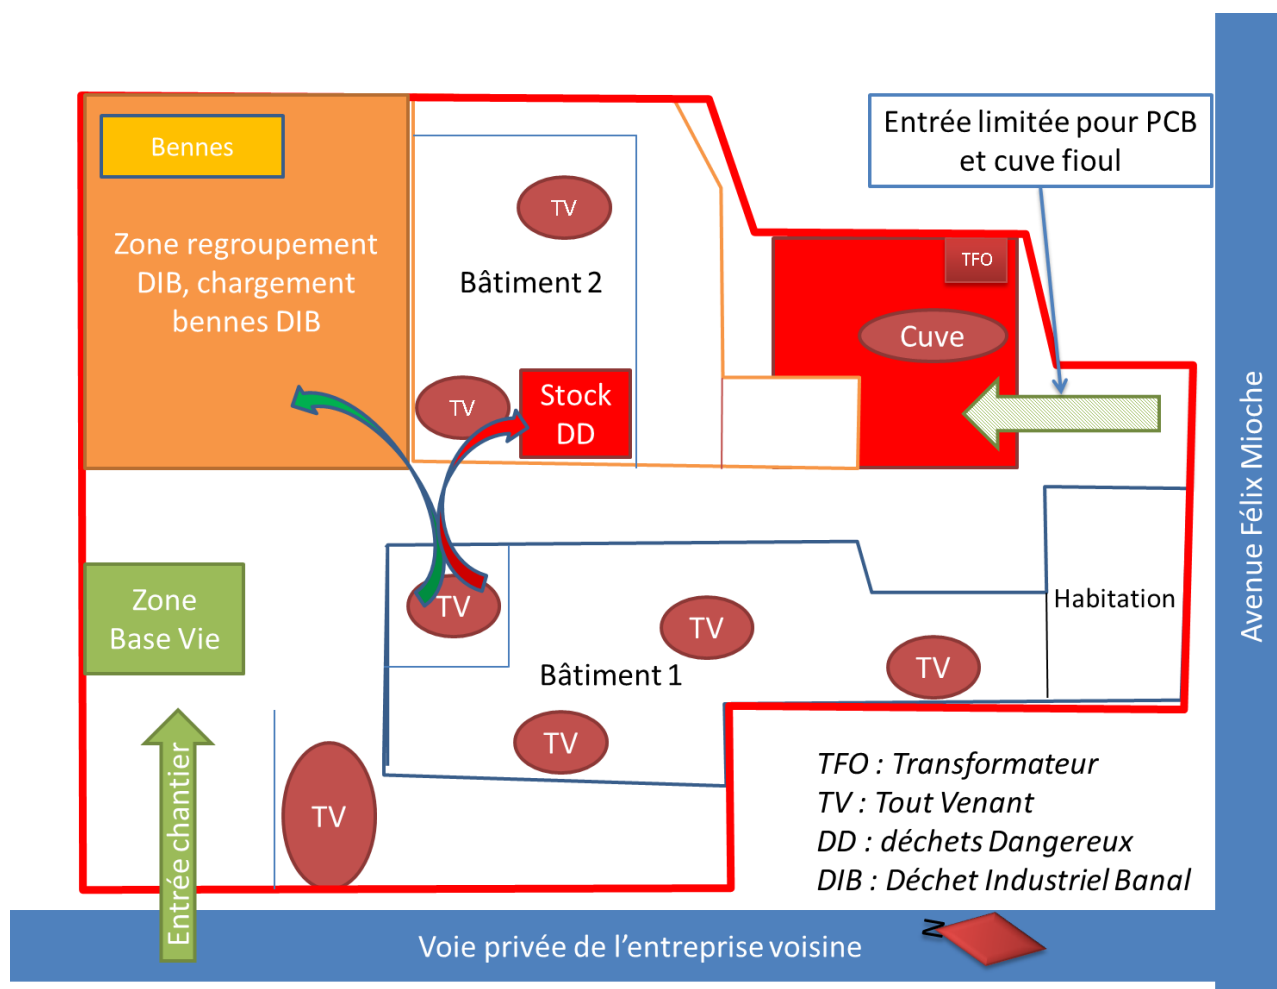 Entrée limitée pour PCB
et cuve fioul
Bennes
TV
Zone regroupement
DIB, chargement
bennes DIB
Bâtiment 2
TFO
Cuve
TV
Stock
DD
Avenue Félix Mioche
Zone
Base Vie
TV
TV
TV
Habitation
Bâtiment 1
TV
TV
Entrée chantier
TFO : Transformateur
TV : Tout Venant
DD : déchets Dangereux
DIB : Déchet Industriel Banal
N
Voie privée de l’entreprise voisine